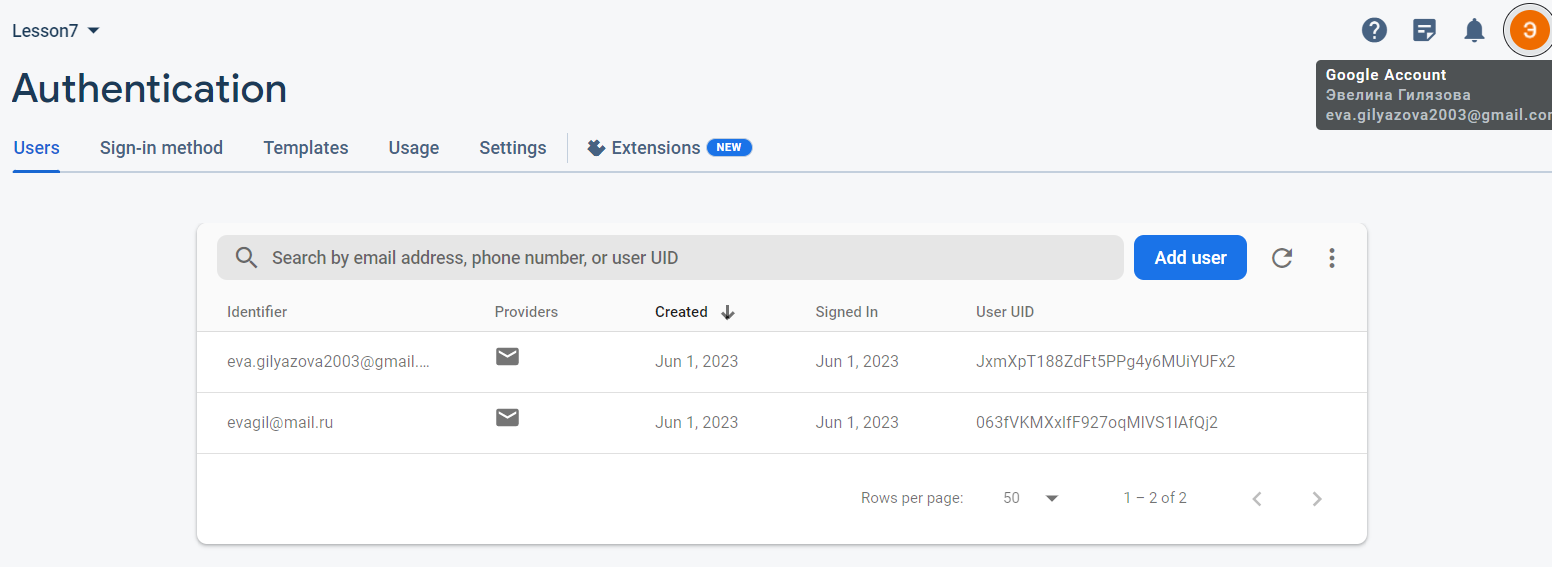 Lesson7
Google Account
Эвелина Гилязова
eva.gilyazova2003@gmail.com
Authentication
Users Sign-in method Templates Usage Settings Extensions NEW
Search by email address, phone number, or user UID Add user
Identifier Providers Created Signed In User UID
eva.gilyazova2003@gmail.... Jun 1, 2023 Jun 1, 2023 JxmXpT188ZdFt5PPg4y6MUiYUFx2
evagil@mail.ru Jun 1, 2023 Jun 1, 2023 063fVKMXxIfF927oqMIVS1IAfQj2
Rows per page: 50 1 – 2 of 2
Э